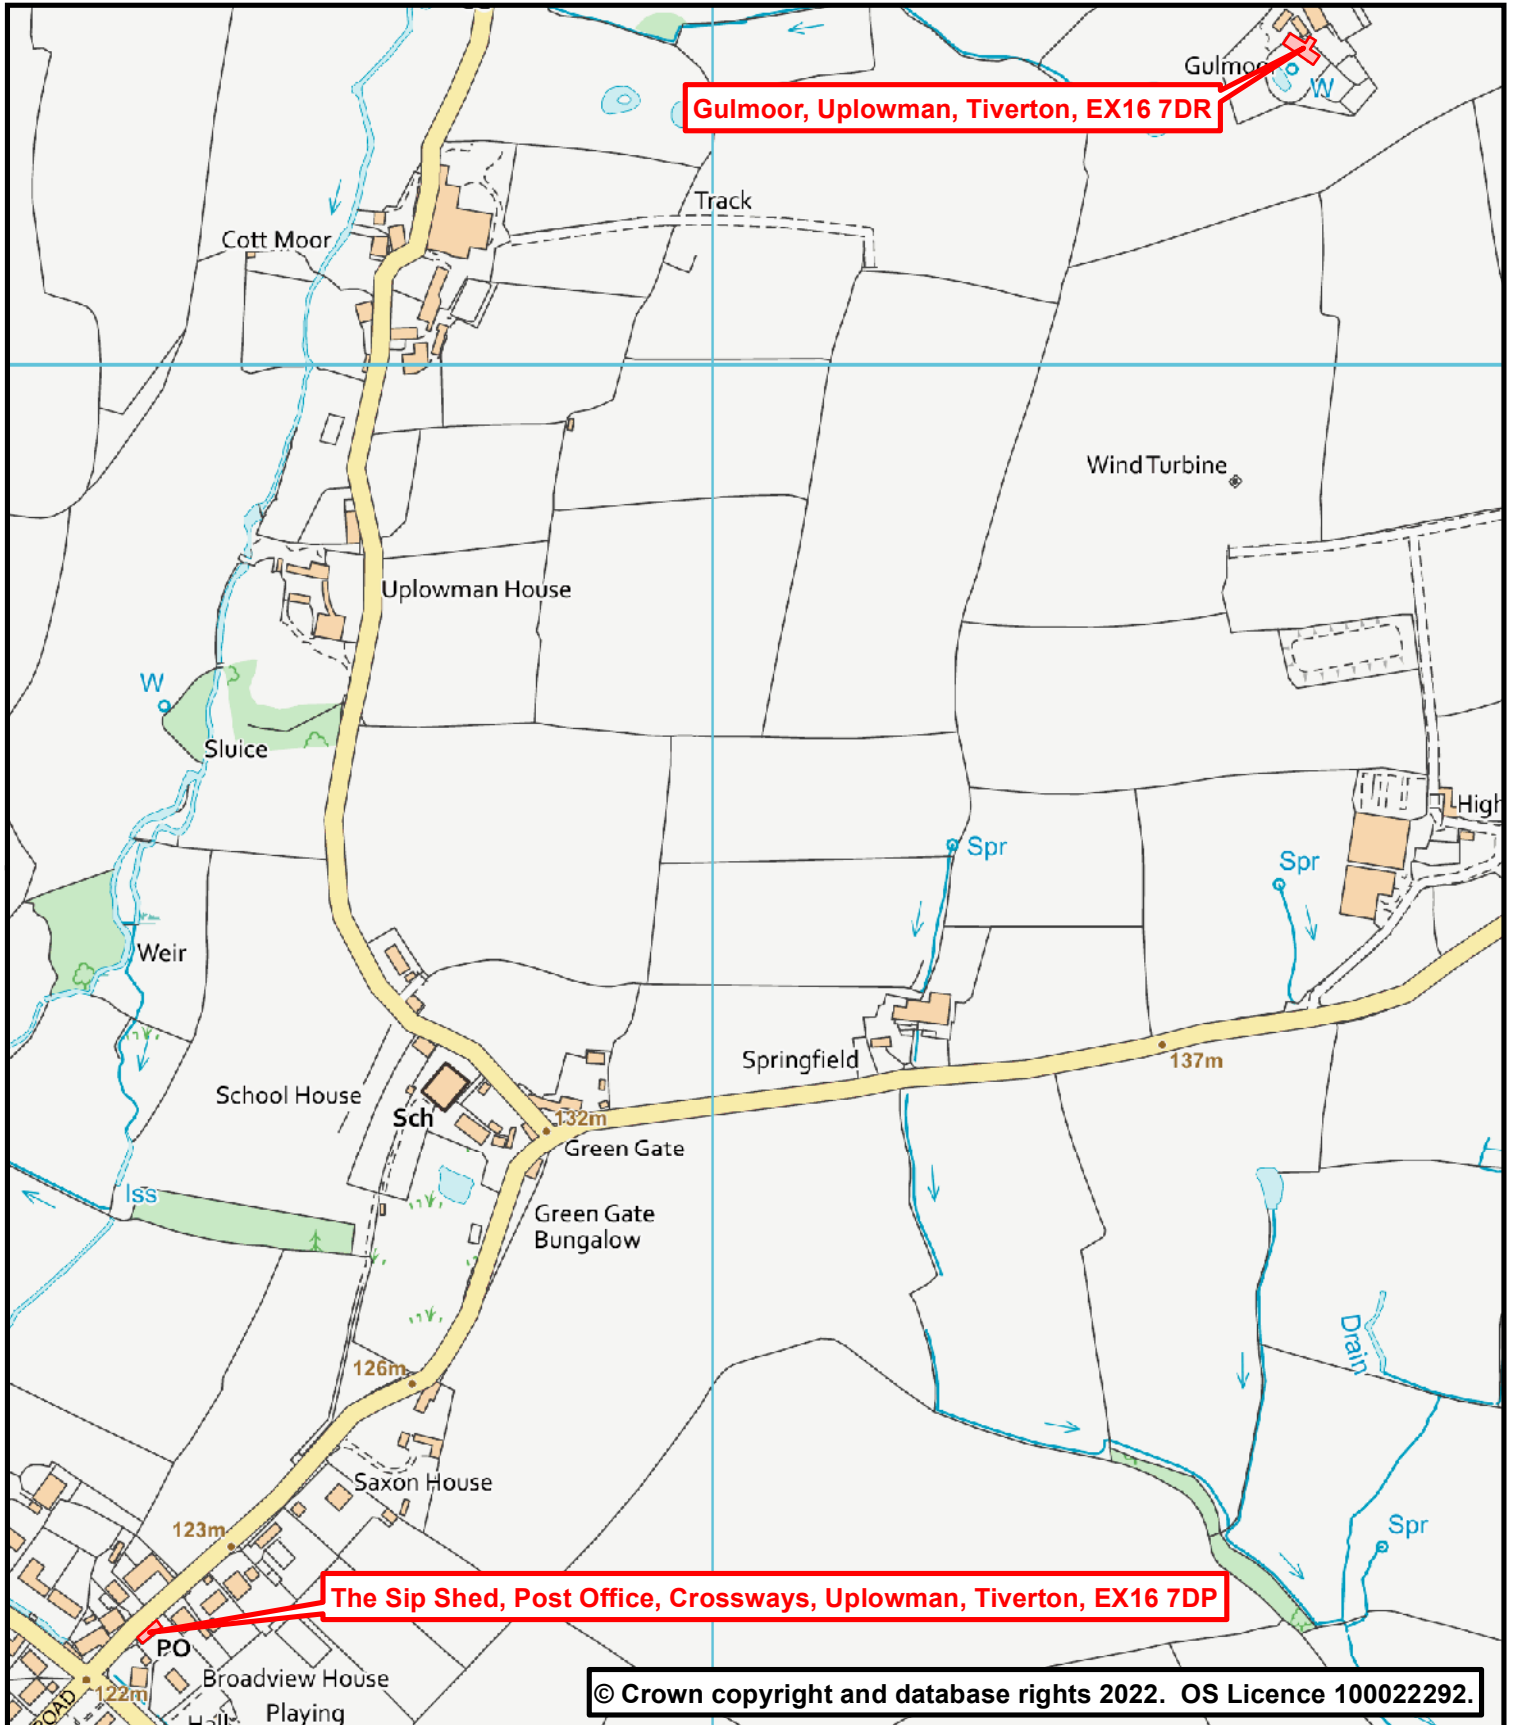 Gulmoor
W
Gulmoor, Uplowman, Tiverton, EX16 7DR
Track
Cott Moor
Wind Turbine
Uplowman House
W
Sluice
High
Spr
Spr
Weir
Springfield
137m
School House
Sch
132m
Green Gate
Iss
Green Gate
Bungalow
Drain
126m
Saxon House
123m
Spr
The Sip Shed, Post Office, Crossways, Uplowman, Tiverton, EX16 7DP
PO
Broadview House
122m
ROAD
Hall
Playing
© Crown copyright and database rights 2022. OS Licence 100022292.